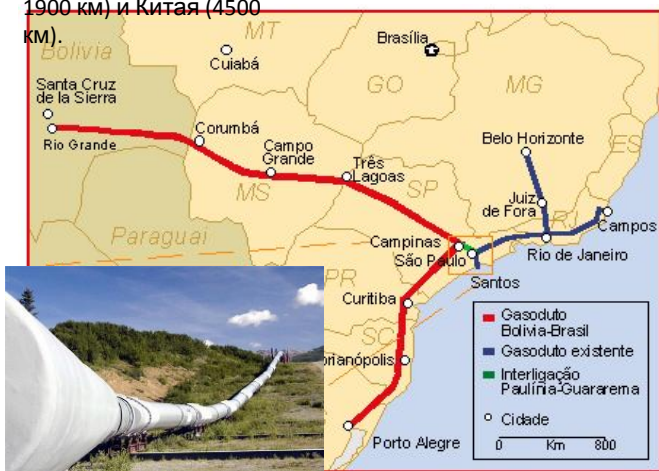 1900 км) и Китая (4500
км).
MT
Bolivia
Cuiabá
Brasília
GO
MG
Santa Cruz
de la Sierra
Rio Grande
Corumbá
Campo
Grande
Três
Lagoas
Belo Horizonte
ES
MS
SP
Juiz
de Fora
RJ
Campos
Paraguai
Campinas
São Paulo
Rio de Janeiro
Santos
PR
Curitiba
SC
orianópolis
Porto Alegre
Gasoduto
Bolivia-Brasil
Gasoduto existente
Interligação
Paulínia-Guararema
Cidade
0 Km 800